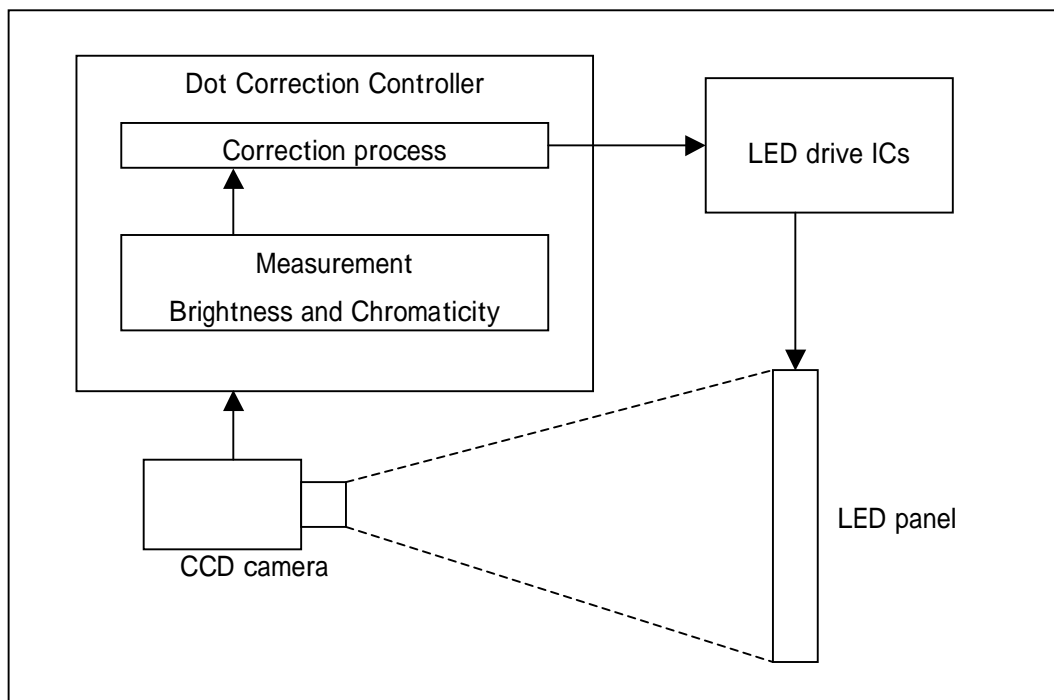 Dot Correction Controller
Correction process
LED drive ICs
Measurement
Brightness and Chromaticity
LED panel
CCD camera